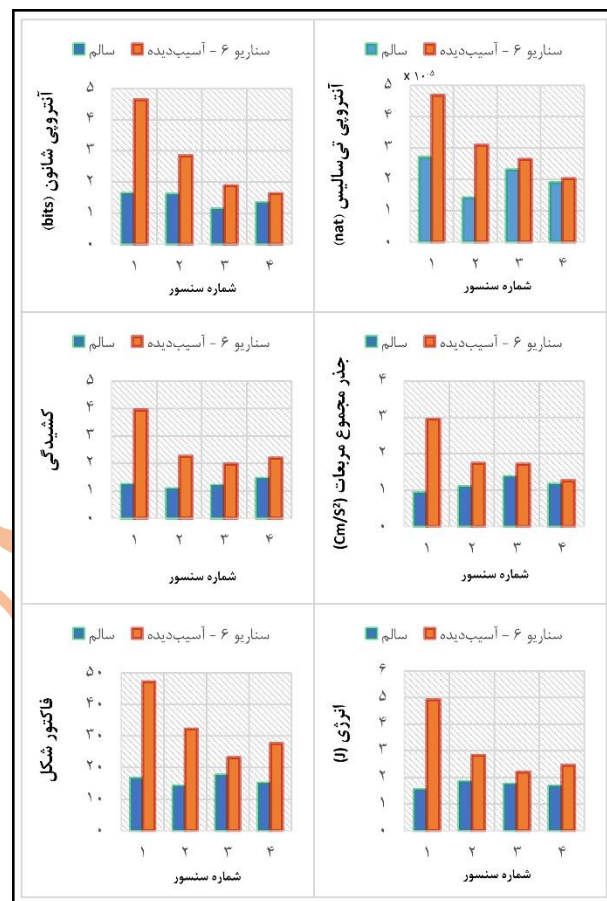 سالم سناریو ۶ - آسیب‌دیده
آنتروپی شانون (bits)
۵
۴
۳
۲
۱
۰
۱ ۲ ۳ ۴
شماره سنسور
سالم سناریو ۶ - آسیب‌دیده
آنتروپی تی‌سالیس (nat)
x ۱۰⁻⁵
۵
۴
۳
۲
۱
۰
۱ ۲ ۳ ۴
شماره سنسور
سالم سناریو ۶ - آسیب‌دیده
کشیدگی
۵
۴
۳
۲
۱
۰
۱ ۲ ۳ ۴
شماره سنسور
سالم سناریو ۶ - آسیب‌دیده
جذر مجموع مربعات (Cm/S²)
۴
۳
۲
۱
۰
۱ ۲ ۳ ۴
شماره سنسور
سالم سناریو ۶ - آسیب‌دیده
فاکتور شکل
۵۰
۴۰
۳۰
۲۰
۱۰
۰
۱ ۲ ۳ ۴
شماره سنسور
سالم سناریو ۶ - آسیب‌دیده
انرژی (J)
۶
۵
۴
۳
۲
۱
۰
۱ ۲ ۳ ۴
شماره سنسور